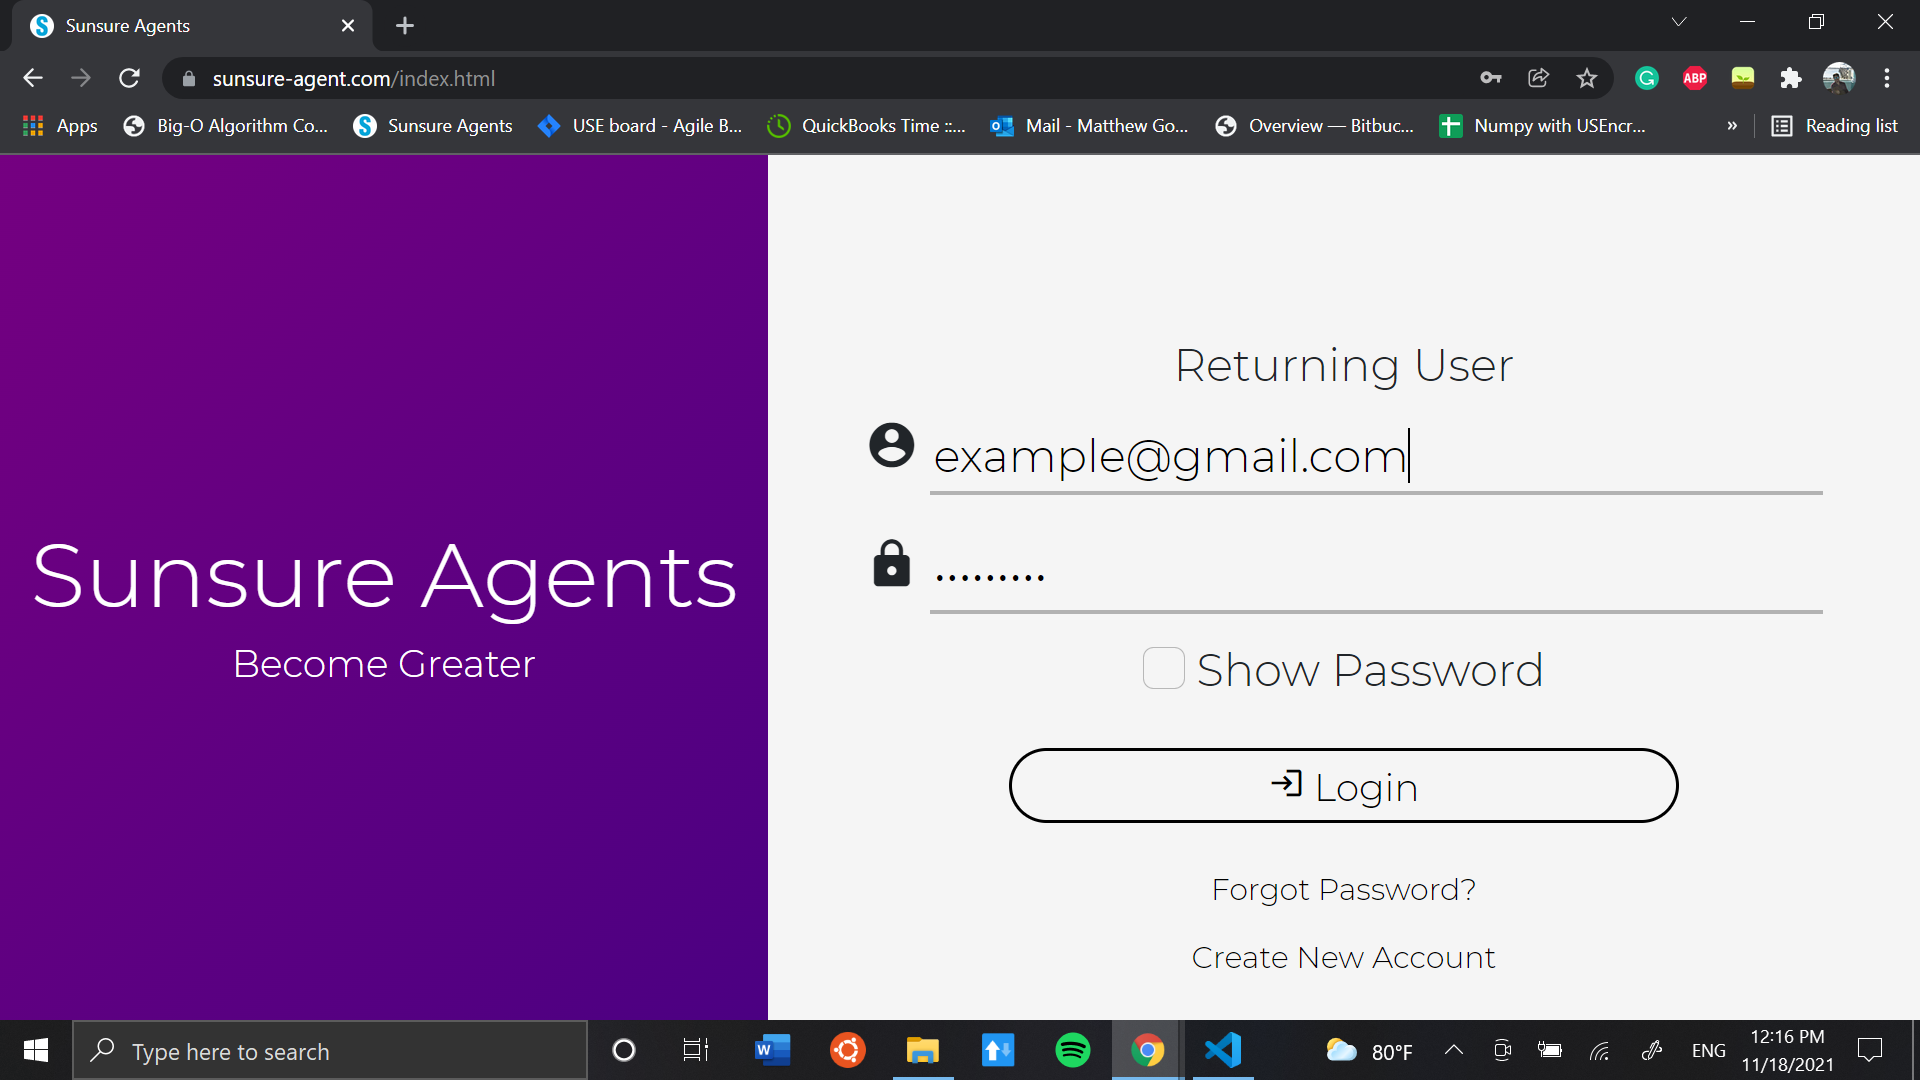 Sunsure Agents
sunsure-agent.com/index.html
ABP
Apps
Big-O Algorithm Co...
Sunsure Agents
USE board - Agile B...
QuickBooks Time ::...
Mail - Matthew Go...
Overview — Bitbuc...
Numpy with USEncr...
»
Reading list
Sunsure Agents
Become Greater
Returning User
example@gmail.com
•••••••••
Show Password
Login
Forgot Password?
Create New Account
Type here to search
80°F
ENG
12:16 PM
11/18/2021